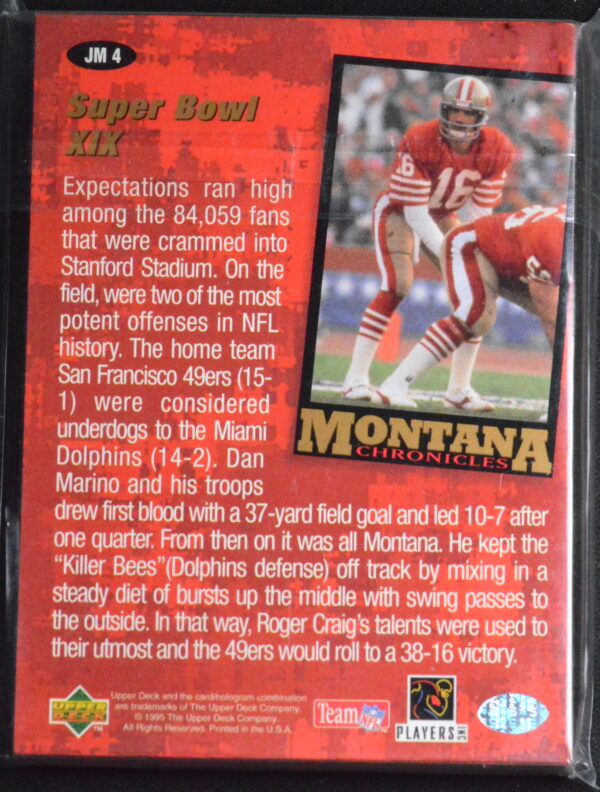 JM 4
Super Bowl
XIX
Expectations ran high
among the 84,059 fans
that were crammed into
Stanford Stadium. On the
field, were two of the most
potent offenses in NFL
history. The home team
San Francisco 49ers (15-
1) were considered
underdogs to the Miami
Dolphins (14-2). Dan
Marino and his troops
drew first blood with a 37-yard field goal and led 10-7 after
one quarter. From then on it was all Montana. He kept the
“Killer Bees”(Dolphins defense) off track by mixing in a
steady diet of bursts up the middle with swing passes to
the outside. In that way, Roger Craig's talents were used to
their utmost and the 49ers would roll to a 38-16 victory.
16
MONTANA
CHRONICLES
UPPER
DECK
TM
Upper Deck and the card/hologram combination
are trademarks of The Upper Deck Company.
© 1995 The Upper Deck Company.
All Rights Reserved. Printed in the U.S.A.
Team NFL
PLAYERS INC